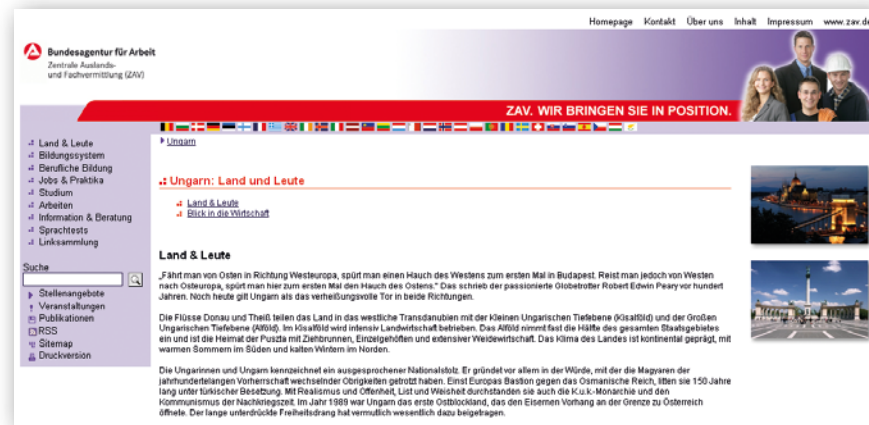 Homepage Kontakt Über uns Inhalt Impressum www.zav.de
Bundesagentur für Arbeit
Zentrale Auslands-
und Fachvermittlung (ZAV)
ZAV. WIR BRINGEN SIE IN POSITION.
Land & Leute
Bildungssystem
Berufliche Bildung
Jobs & Praktika
Studium
Arbeiten
Information & Beratung
Sprachtests
Linksammlung
Suche
Stellenangebote
Veranstaltungen
Publikationen
RSS
Sitemap
Druckversion
Ungarn
Ungarn: Land und Leute
Land & Leute
Blick in die Wirtschaft
Land & Leute
„Fährt man von Osten in Richtung Westeuropa, spürt man einen Hauch des Westens zum ersten Mal in Budapest. Reist man jedoch von Westen
nach Osteuropa, spürt man hier zum ersten Mal den Hauch des Ostens." Das schrieb der passionierte Globetrotter Robert Edwin Peary vor hundert
Jahren. Noch heute gilt Ungarn als das verheißungsvolle Tor in beide Richtungen.
Die Flüsse Donau und Theiß teilen das Land in das westliche Transdanubien mit der Kleinen Ungarischen Tiefebene (Kisalföld) und der Großen
Ungarischen Tiefebene (Alföld). Im Kisalföld wird intensiv Landwirtschaft betrieben. Das Alföld nimmt fast die Hälfte des gesamten Staatsgebietes
ein und ist die Heimat der Puszta mit Ziehbrunnen, Einzelgehöften und extensiver Weidewirtschaft. Das Klima des Landes ist kontinental geprägt, mit
warmen Sommern im Süden und kalten Wintern im Norden.
Die Ungarinnen und Ungarn kennzeichnet ein ausgesprochener Nationalstolz. Er gründet vor allem in der Würde, mit der die Magyaren der
jahrhundertelangen Vorherrschaft wechselnder Obrigkeiten getrotzt haben. Einst Europas Bastion gegen das Osmanische Reich, litten sie 150 Jahre
lang unter türkischer Besetzung. Mit Realismus und Offenheit, List und Weisheit durchstanden sie auch die K.u.k.-Monarchie und den
Kommunismus der Nachkriegszeit. Im Jahr 1989 war Ungarn das erste Ostblockland, das den Eisernen Vorhang an der Grenze zu Österreich
öffnete. Der lange unterdrückte Freiheitsdrang hat vermutlich wesentlich dazu beigetragen.